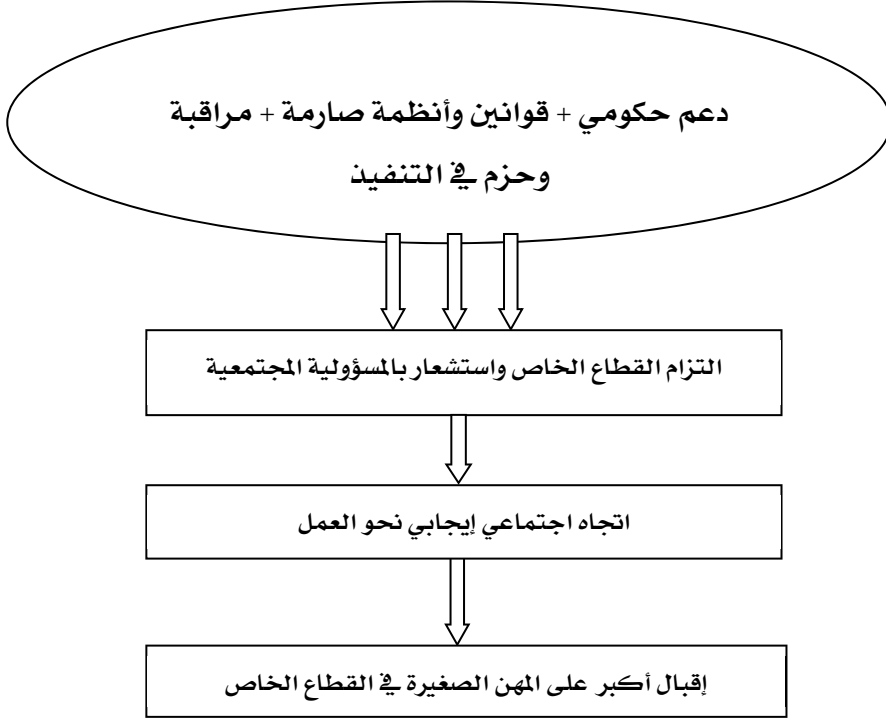 دعم حكومي + قوانين وأنظمة صارمة + مراقبة
وحزم في التنفيذ
التزام القطاع الخاص واستشعار بالمسؤولية المجتمعية
اتجاه اجتماعي إيجابي نحو العمل
إقبال أكبر على المهن الصغيرة في القطاع الخاص